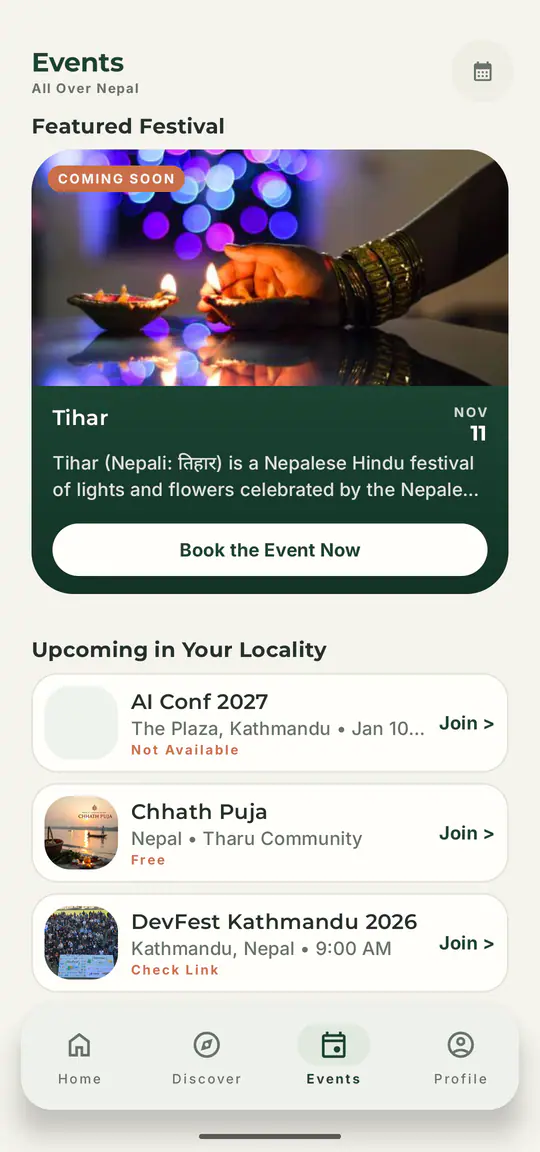 Events
All Over Nepal
Featured Festival
COMING SOON
Tihar
NOV
11
Tihar (Nepali: तिहार) is a Nepalese Hindu festival
of lights and flowers celebrated by the Nepale...
Book the Event Now
Upcoming in Your Locality
AI Conf 2027
The Plaza, Kathmandu • Jan 10...
Not Available
Join >
CHHATH PUJA
Chhath Puja
Nepal • Tharu Community
Free
Join >
DevFest Kathmandu 2026
Kathmandu, Nepal • 9:00 AM
Check Link
Join >
Home
Discover
Events
Profile